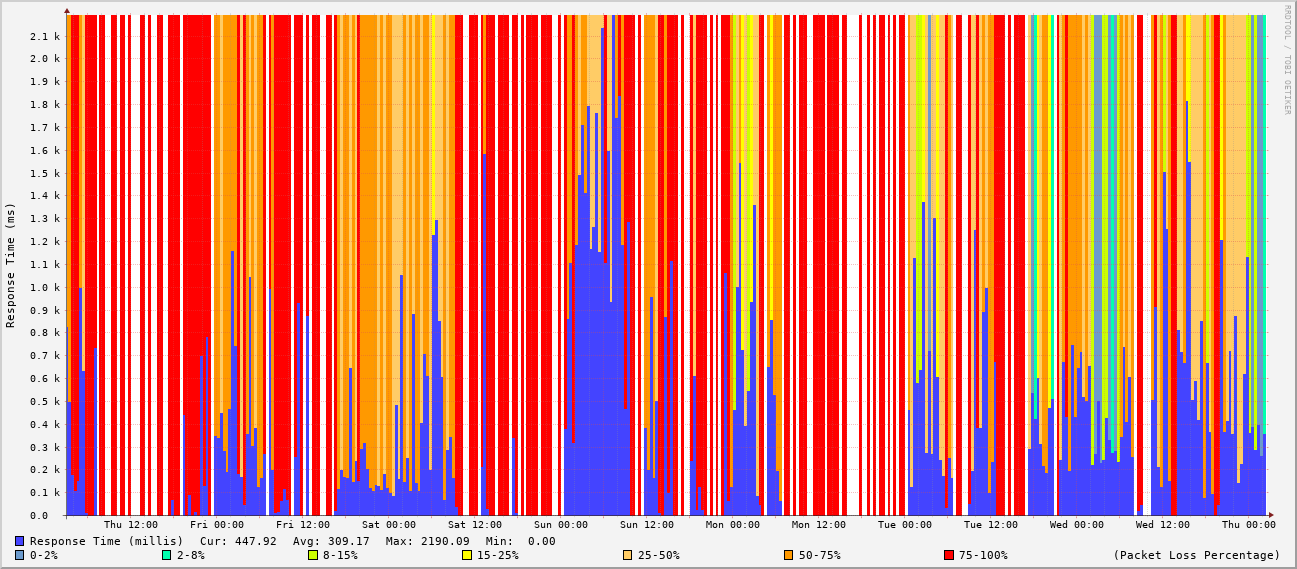 2.1 k
2.0 k
1.9 k
1.8 k
1.7 k
1.6 k
1.5 k
1.4 k
1.3 k
1.2 k
1.1 k
1.0 k
0.9 k
0.8 k
0.7 k
0.6 k
0.5 k
0.4 k
0.3 k
0.2 k
0.1 k
0.0
Response Time (ms)
RRDTOOL / TOBI OETIKER
Thu 12:00 Fri 00:00 Fri 12:00 Sat 00:00 Sat 12:00 Sun 00:00 Sun 12:00 Mon 00:00 Mon 12:00 Tue 00:00 Tue 12:00 Wed 00:00 Wed 12:00 Thu 00:00
Response Time (millis) Cur: 447.92 Avg: 309.17 Max: 2190.09 Min: 0.00
0-2% 2-8% 8-15% 15-25% 25-50% 50-75% 75-100% (Packet Loss Percentage)